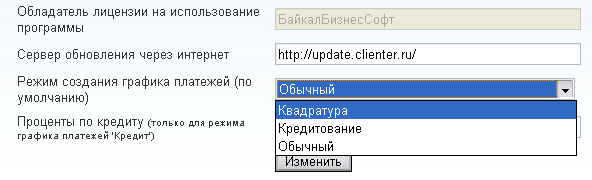 Обладатель лицензии на использование
программы
БайкалБизнесСофт
Сервер обновления через интернет
http://update.clienter.ru/
Режим создания графика платежей (по
умолчанию)
Обычный
Квадратура
Кредитование
Обычный
Проценты по кредиту (только для режима
графика платежей 'Кредит')
Изменить